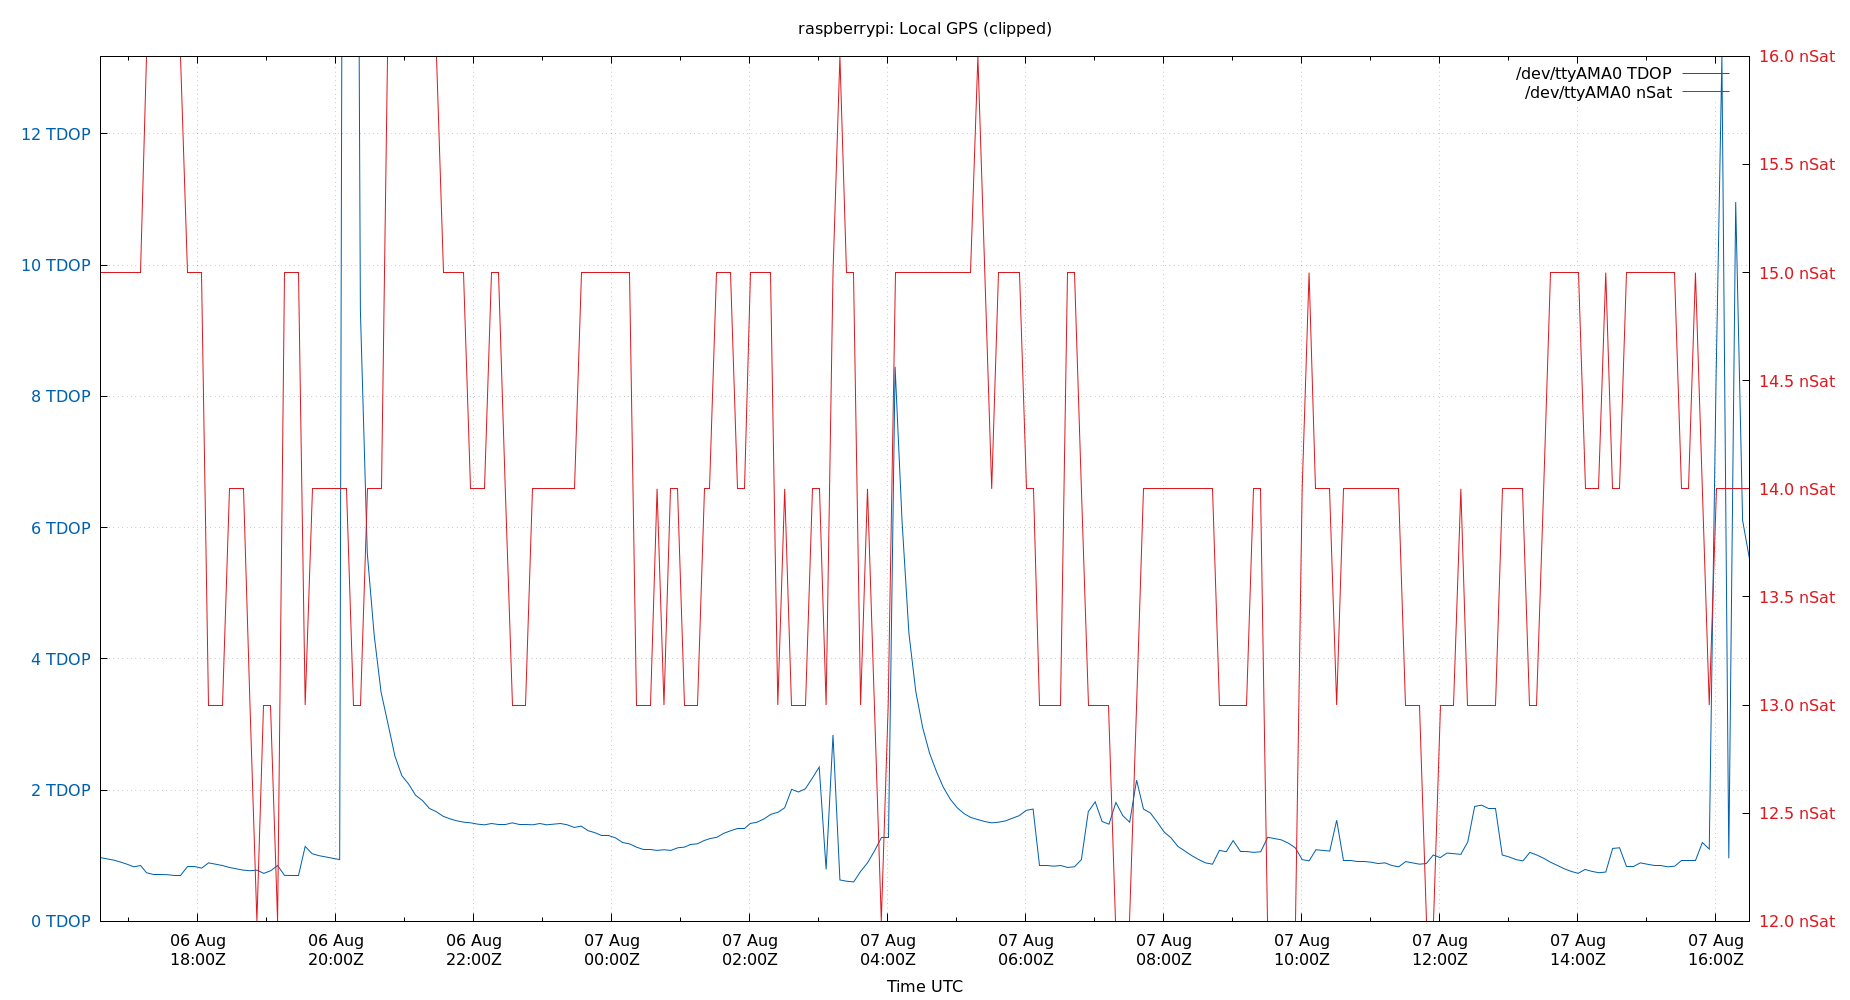 raspberrypi: Local GPS (clipped)
/dev/ttyAMA0 TDOP
/dev/ttyAMA0 nSat
12 TDOP
10 TDOP
8 TDOP
6 TDOP
4 TDOP
2 TDOP
0 TDOP
16.0 nSat
15.5 nSat
15.0 nSat
14.5 nSat
14.0 nSat
13.5 nSat
13.0 nSat
12.5 nSat
12.0 nSat
06 Aug
18:00Z
06 Aug
20:00Z
06 Aug
22:00Z
07 Aug
00:00Z
07 Aug
02:00Z
07 Aug
04:00Z
07 Aug
06:00Z
07 Aug
08:00Z
07 Aug
10:00Z
07 Aug
12:00Z
07 Aug
14:00Z
07 Aug
16:00Z
Time UTC